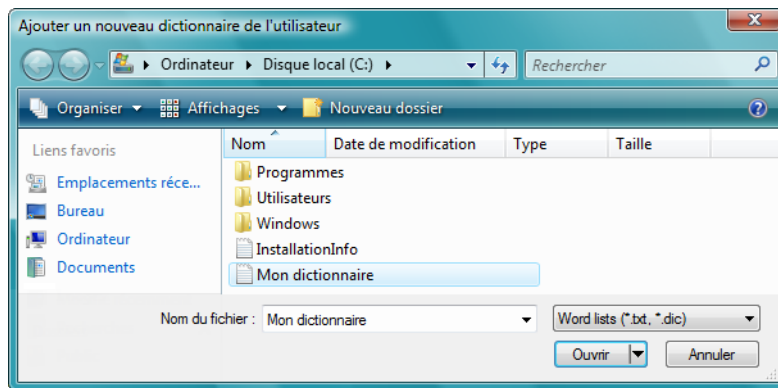 Ajouter un nouveau dictionnaire de l'utilisateur
Ordinateur Disque local (C:) Rechercher
Organiser Affichages Nouveau dossier
Liens favoris
Emplacements réce...
Bureau
Ordinateur
Documents
Nom Date de modification Type Taille
Programmes
Utilisateurs
Windows
InstallationInfo
Mon dictionnaire
Nom du fichier : Mon dictionnaire Word lists (*.txt, *.dic)
Ouvrir Annuler